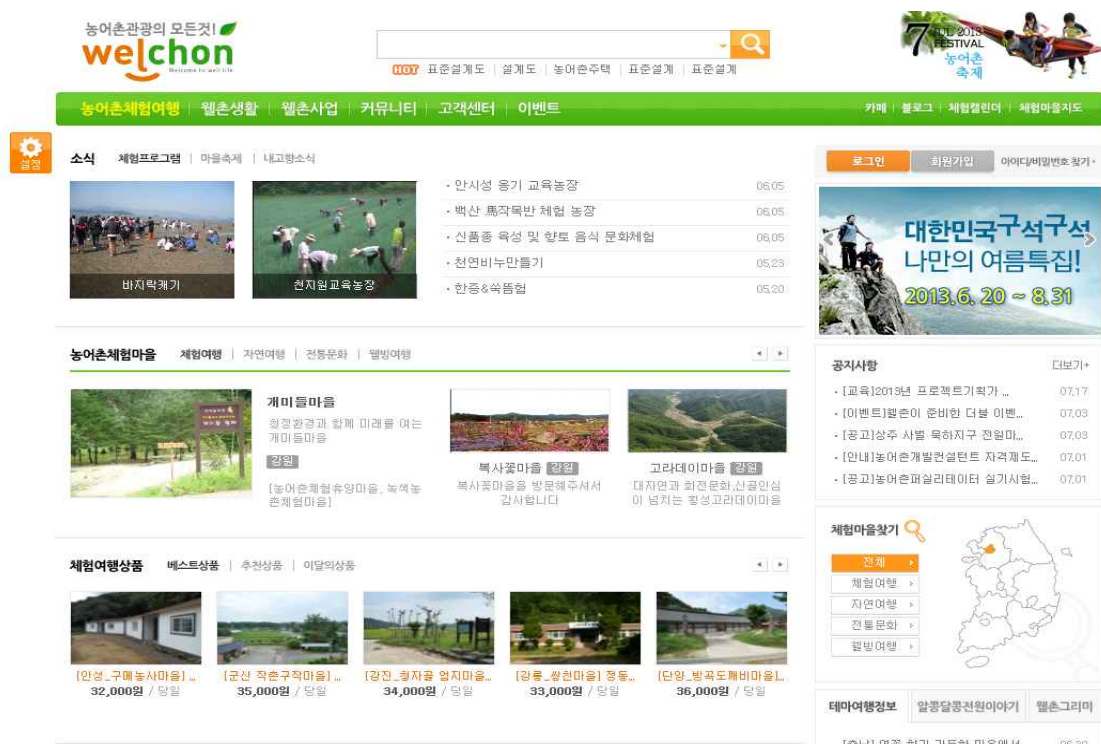 농어촌관광의 모든것!
welchon
Welcome to well life
HOT 표준설계도 | 설계도 | 농어촌주택 | 표준설계 | 표준설계
7 JUL 2013
FESTIVAL
농어촌
축제
농어촌체험여행 | 웰촌생활 | 웰촌사업 | 커뮤니티 | 고객센터 | 이벤트
카페 | 블로그 | 체험캘린더 | 체험마을지도
설정
소식 체험프로그램 | 마을축제 | 내고향소식
바지락캐기
천지원교육농장
· 안시성 옹기 교육농장 06.05
· 백산 馬작목반 체험 농장 06.05
· 신품종 육성 및 향토 음식 문화체험 06.05
· 천연비누만들기 05.23
· 한증&쑥뜸험 05.20
로그인 회원가입 아이디/비밀번호 찾기
대한민국구석구석
나만의 여름특집!
2013.6. 20 ~ 8.31
농어촌체험마을 체험여행 | 자연여행 | 전통문화 | 웰빙여행
개미들마을
청정환경과 함께 미래를 여는
개미들마을
강원
[농어촌체험휴양마을, 녹색농
촌체험마을]
복사꽃마을 강원
복사꽃마을을 방문해주셔서
감사합니다
고라데이마을 강원
대자연과 화전문화,산골인심
이 넘치는 횡성고라데이마을
공지사항 더보기+
· [교육]2013년 프로젝트기획가 ... 07.17
· [이벤트]웰촌이 준비한 더블 이벤... 07.03
· [공고]상주 사벌 묵하지구 전원마... 07.03
· [안내]농어촌개발컨설턴트 자격제도... 07.01
· [공고]농어촌퍼실리테이터 실기시험... 07.01
체험마을찾기
전체
체험여행
자연여행
전통문화
웰빙여행
체험여행상품 베스트상품 | 추천상품 | 이달의상품
[안성_구메농사마을] ...
32,000원 / 당일
[군산 작촌구작마을] ...
35,000원 / 당일
[강진_청자골 엄지마을...
34,000원 / 당일
[강릉_쌍천마을] 정동...
33,000원 / 당일
[단양_방곡도깨비마을]...
36,000원 / 당일
테마여행정보 알콩달콩전원이야기 웰촌그리미